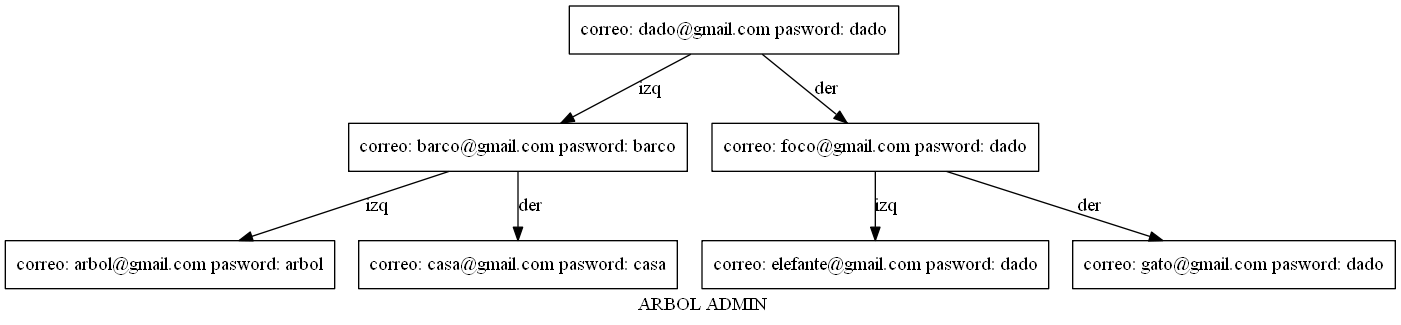 correo: dado@gmail.com pasword: dado
izq
der
correo: barco@gmail.com pasword: barco
correo: foco@gmail.com pasword: dado
izq
der
izq
der
correo: arbol@gmail.com pasword: arbol
correo: casa@gmail.com pasword: casa
correo: elefante@gmail.com pasword: dado
correo: gato@gmail.com pasword: dado
ARBOL ADMIN